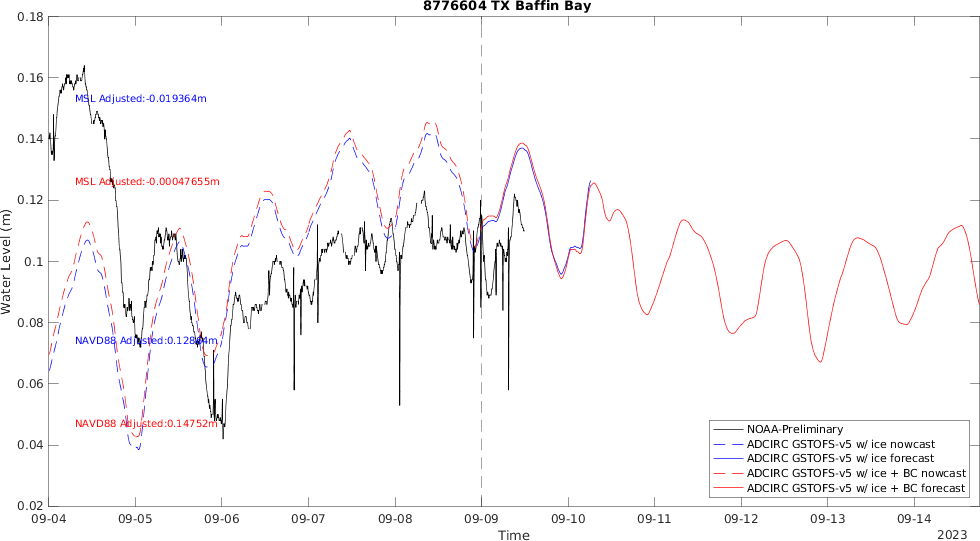 8776604 TX Baffin Bay
0.18
0.16
0.14
0.12
0.1
0.08
0.06
0.04
0.02
Water Level (m)
MSL Adjusted:-0.019364m
MSL Adjusted:-0.00047655m
NAVD88 Adjusted:0.12864m
NAVD88 Adjusted:0.14752m
NOAA-Preliminary
ADCIRC GSTOFS-v5 w/ ice nowcast
ADCIRC GSTOFS-v5 w/ ice forecast
ADCIRC GSTOFS-v5 w/ ice + BC nowcast
ADCIRC GSTOFS-v5 w/ ice + BC forecast
09-04 09-05 09-06 09-07 09-08 09-09 09-10 09-11 09-12 09-13 09-14
Time
2023